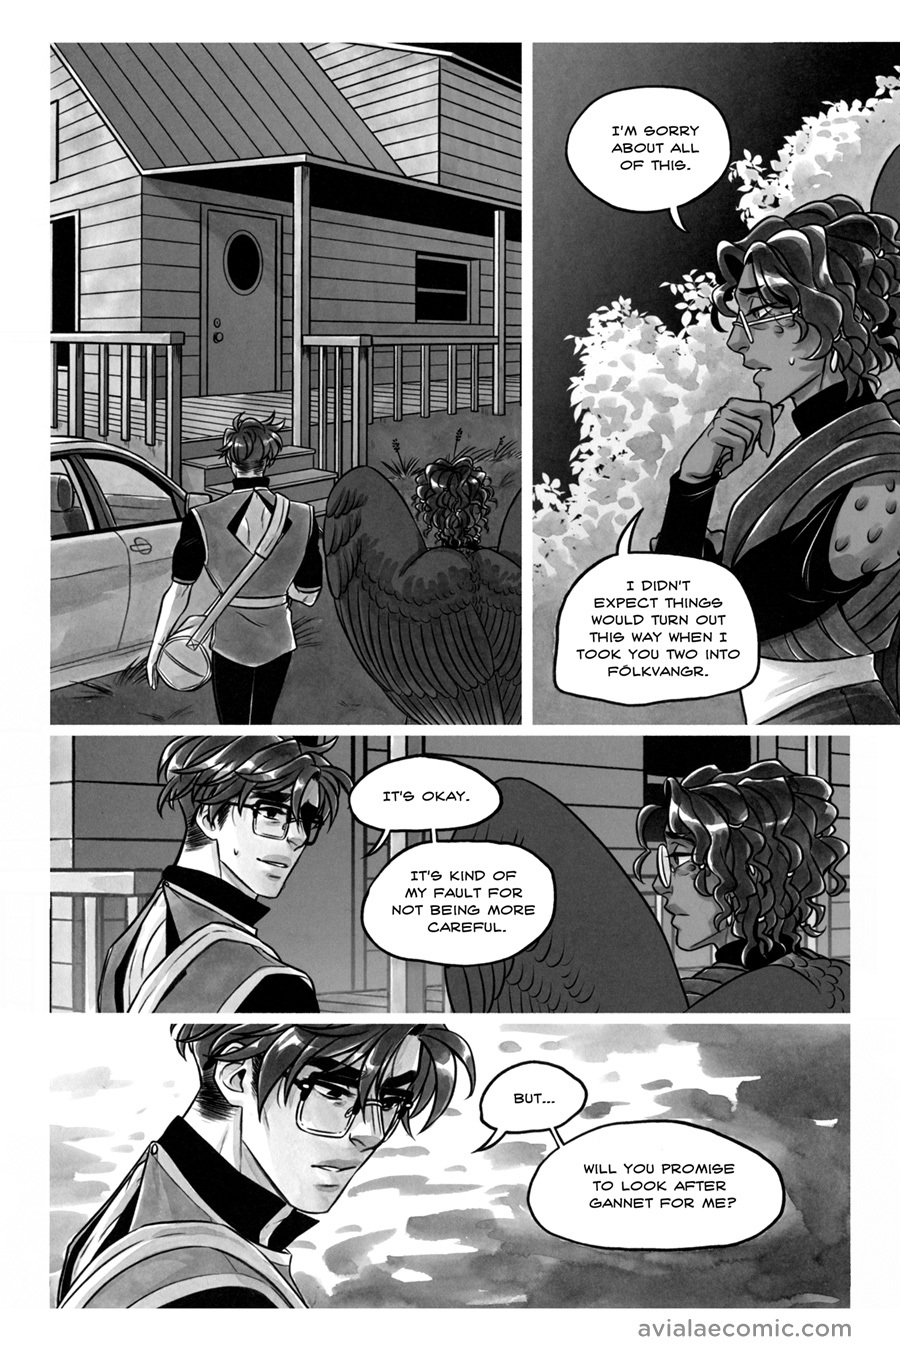 I'M SORRY
ABOUT ALL
OF THIS.
I DIDN'T
EXPECT THINGS
WOULD TURN OUT
THIS WAY WHEN I
TOOK YOU TWO INTO
FÓLKVANGR.
IT'S OKAY.
IT'S KIND OF
MY FAULT FOR
NOT BEING MORE
CAREFUL.
BUT...
WILL YOU PROMISE
TO LOOK AFTER
GANNET FOR ME?
avialaecomic.com